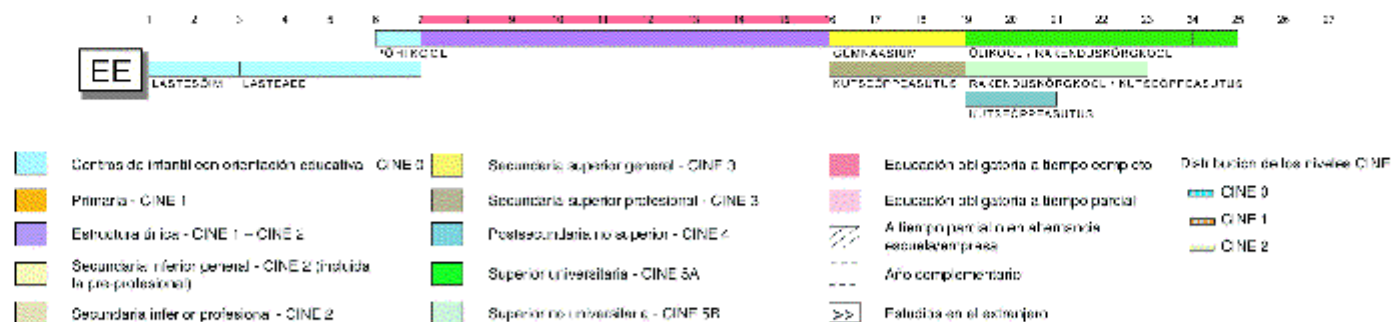 1 2 3 4 5 6 7 8 9 10 11 12 13 14 15 16 17 18 19 20 21 22 23 24 25 26 27
PÕHIKOOL GÜMNAASIUM ÜLIKOOL / RAKENDUSKÕRGKOOL
EE
LASTESÕIM LASTEAED KUTSEÕPPEASUTUS RAKENDUSKÕRGKOOL / KUTSEÕPPEASUTUS
KUTSEÕPPEASUTUS
Centros de infantil con orientación educativa - CINE 0
Primaria - CINE 1
Estructura única - CINE 1 – CINE 2
Secundaria inferior general - CINE 2 (incluida
la pre-profesional)
Secundaria inferior profesional - CINE 2
Secundaria superior general - CINE 3
Secundaria superior profesional - CINE 3
Postsecundaria no superior - CINE 4
Superior universitaria - CINE 5A
Superior no universitaria - CINE 5B
Educación obligatoria a tiempo completo
Educación obligatoria a tiempo parcial
A tiempo parcial o en alternancia
escuela/empresa
Año complementario
>> Estudios en el extranjero
Distribución de los niveles CINE
CINE 0
CINE 1
CINE 2